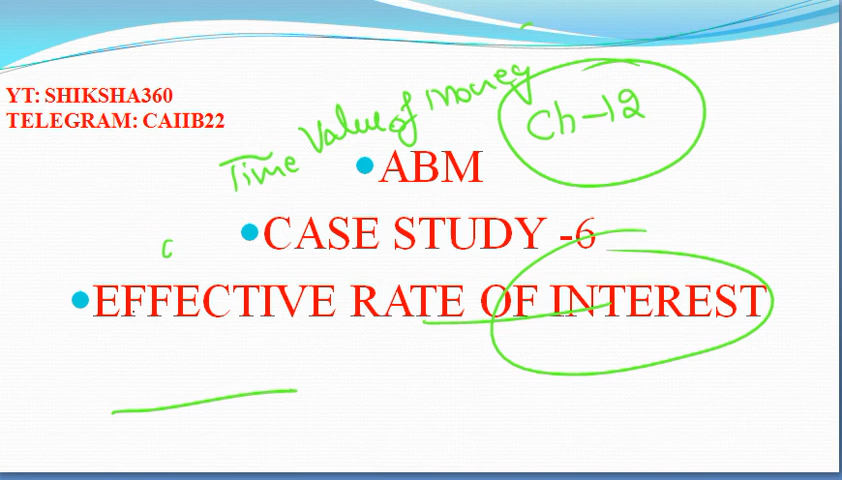 YT: SHIKSHA360
TELEGRAM: CAIIB22
Time Value of money
Ch-12
•ABM
•CASE STUDY -6
c
•EFFECTIVE RATE OF INTEREST